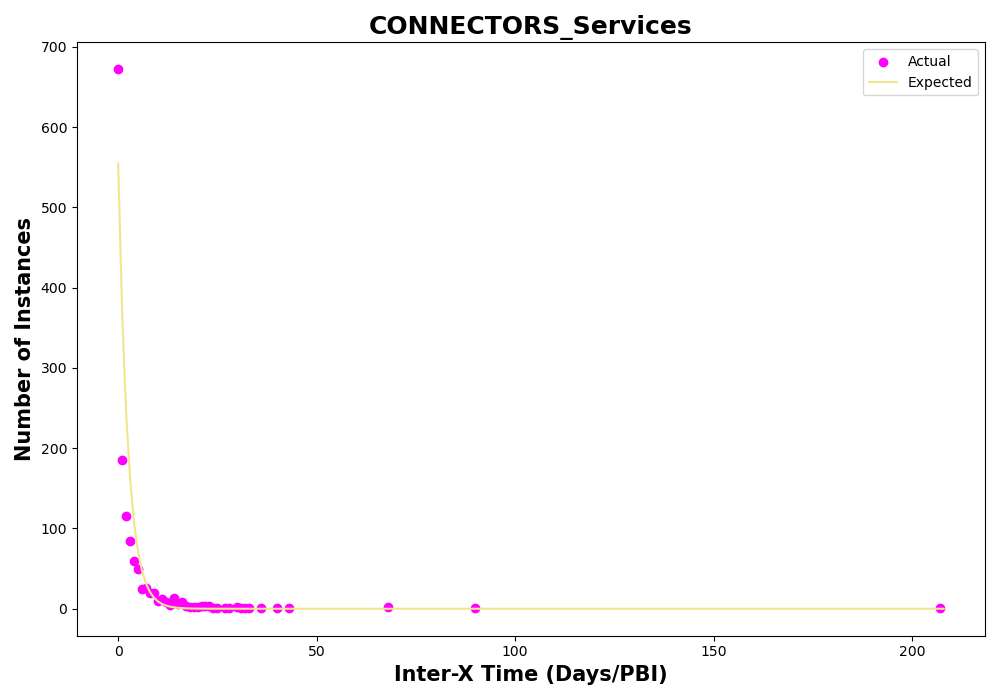 CONNECTORS_Services
Actual
Expected
Number of Instances
700
600
500
400
300
200
100
0
0
50
100
150
200
Inter-X Time (Days/PBI)